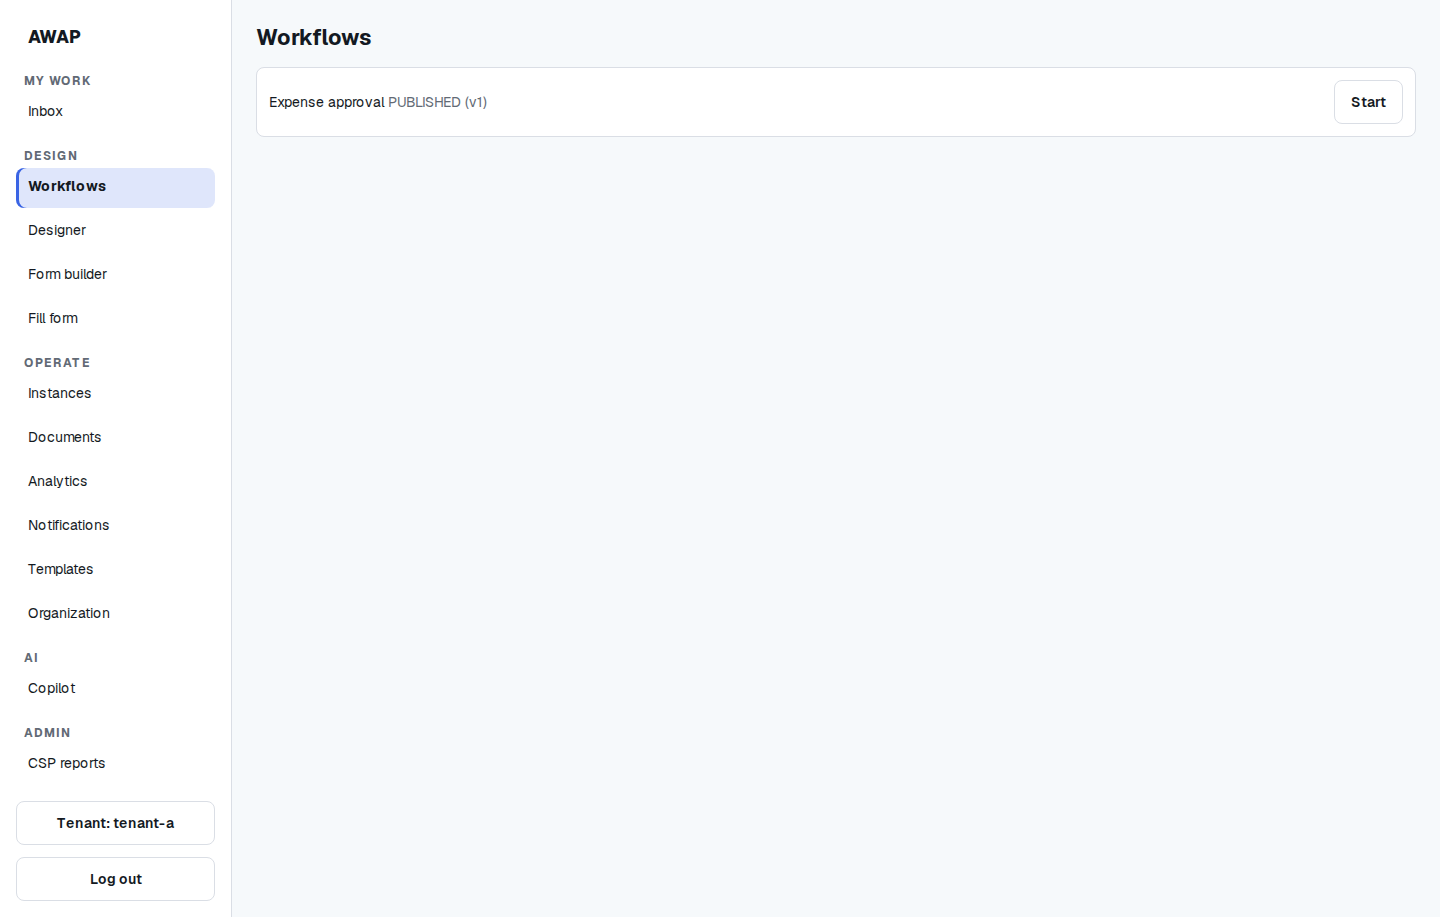 AWAP
MY WORK
Inbox
DESIGN
Workflows
Designer
Form builder
Fill form
OPERATE
Instances
Documents
Analytics
Notifications
Templates
Organization
AI
Copilot
ADMIN
CSP reports
Tenant: tenant-a
Log out
Workflows
Expense approval PUBLISHED (v1)
Start